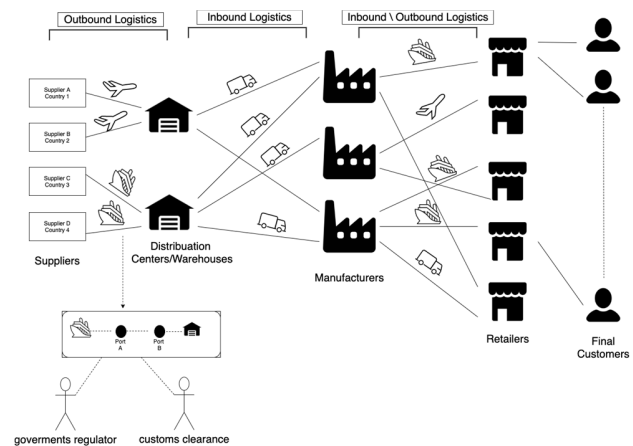 Outbound Logistics
Inbound Logistics
Inbound \ Outbound Logistics
Supplier A
Country 1
Supplier B
Country 2
Supplier C
Country 3
Supplier D
Country 4
Suppliers
Distribuation
Centers/Warehouses
Manufacturers
Retailers
Final
Customers
Port
A
Port
B
goverments regulator
customs clearance